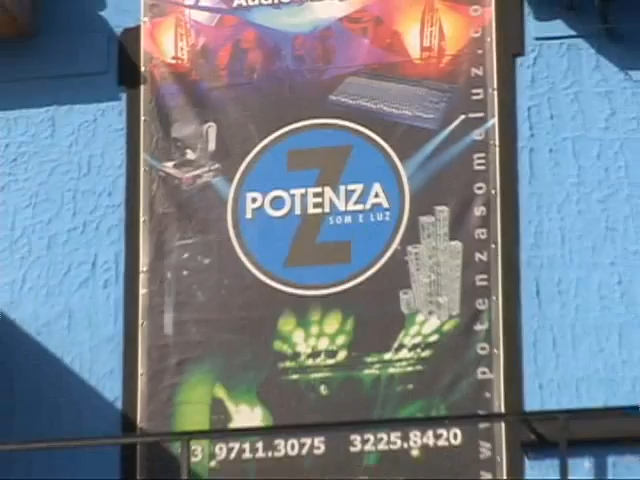 Z
POTENZA
SOM E LUZ
3 9711.3075 3225.8420
www.potenzasomeluz.co